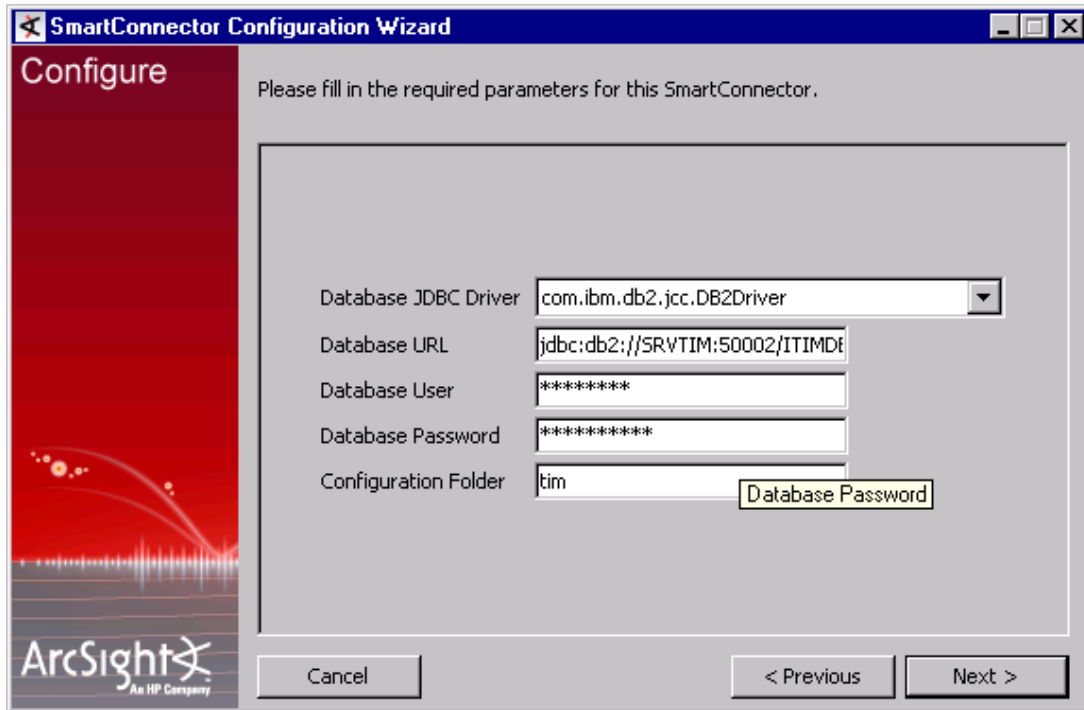 SmartConnector Configuration Wizard
Configure
Please fill in the required parameters for this SmartConnector.
Database JDBC Driver com.ibm.db2.jcc.DB2Driver
Database URL jdbc:db2://SRVTIM:50002/ITIMDE
Database User ********
Database Password **********
Configuration Folder tim
Database Password
ArcSight
An HP Company
Cancel < Previous Next >